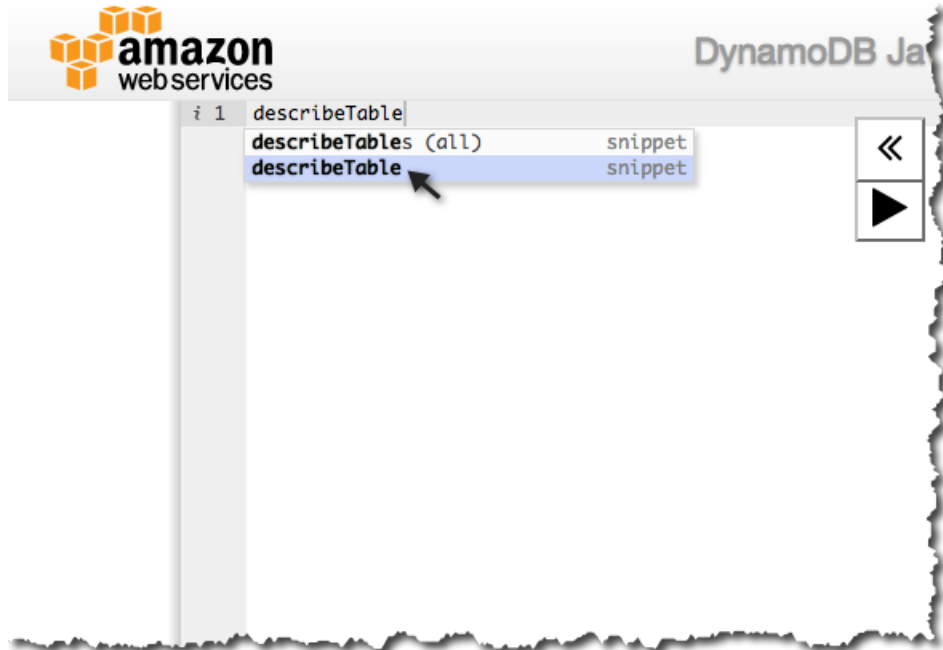 amazon
webservices
DynamoDB Ja
i 1 describeTable
describeTables (all) snippet
describeTable snippet